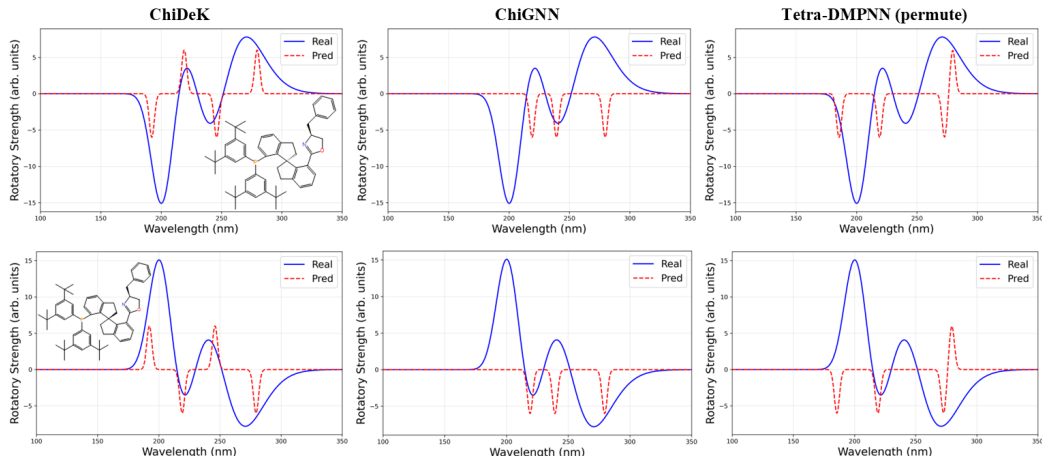 ChiDeK
ChiGNN
Tetra-DMPNN (permute)
Rotatory Strength (arb. units)
5
0
−5
−10
−15
Real
Pred
N
O
P
100
150
200
250
300
350
Wavelength (nm)
Rotatory Strength (arb. units)
5
0
−5
−10
−15
Real
Pred
100
150
200
250
300
350
Wavelength (nm)
Rotatory Strength (arb. units)
5
0
−5
−10
−15
Real
Pred
100
150
200
250
300
350
Wavelength (nm)
Rotatory Strength (arb. units)
15
10
5
0
−5
Real
Pred
N
O
P
100
150
200
250
300
350
Wavelength (nm)
Rotatory Strength (arb. units)
15
10
5
0
−5
Real
Pred
100
150
200
250
300
350
Wavelength (nm)
Rotatory Strength (arb. units)
15
10
5
0
−5
Real
Pred
100
150
200
250
300
350
Wavelength (nm)